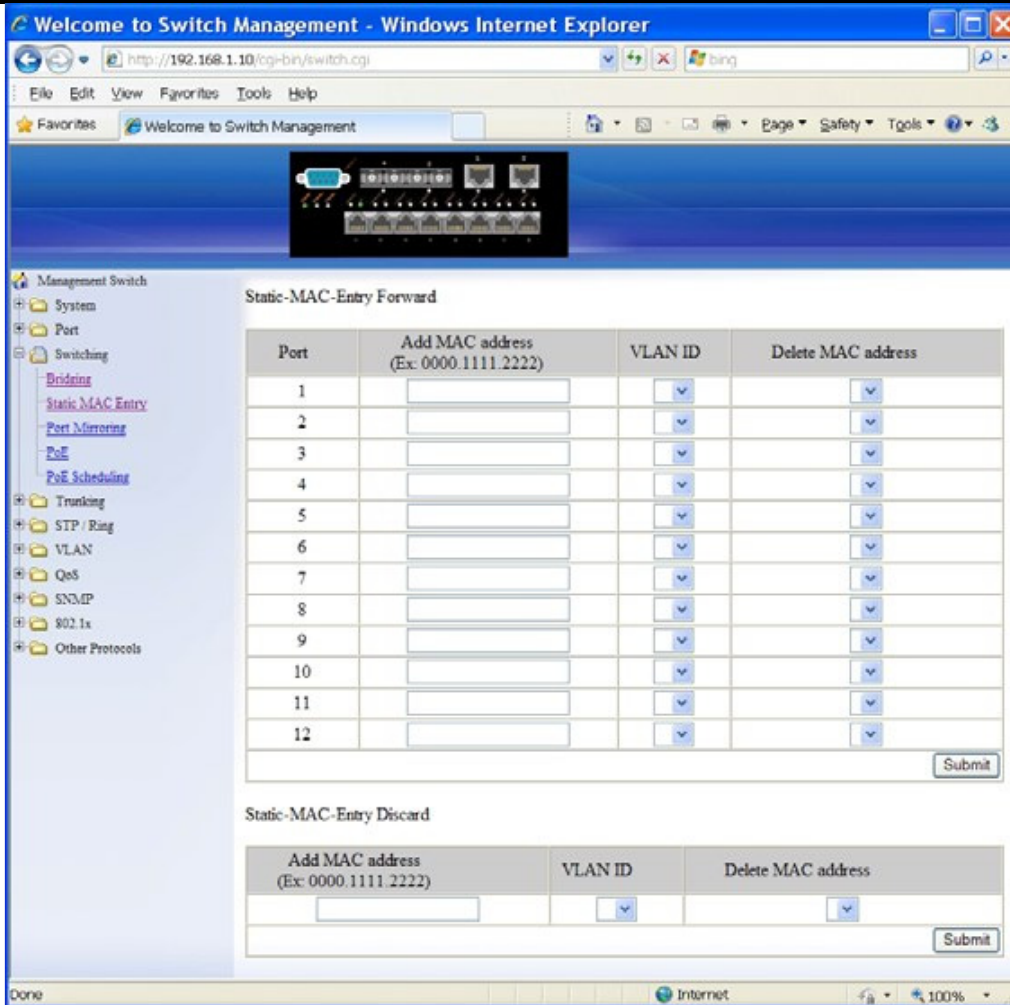 Welcome to Switch Management - Windows Internet Explorer
http://192.168.1.10/cgi-bin/switch.cgi
bing
File Edit View Favorites Tools Help
Favorites
Welcome to Switch Management
Page Safety Tools
Management Switch
System
Port
Switching
Bridging
Static MAC Entry
Port Mirroring
PoE
PoE Scheduling
Trunking
STP / Ring
VLAN
QoS
SNMP
802.1x
Other Protocols
Static-MAC-Entry Forward
Port
Add MAC address
(Ex: 0000.1111.2222)
VLAN ID
Delete MAC address
1
2
3
4
5
6
7
8
9
10
11
12
Submit
Static-MAC-Entry Discard
Add MAC address
(Ex: 0000.1111.2222)
VLAN ID
Delete MAC address
Submit
Done
Internet
100%